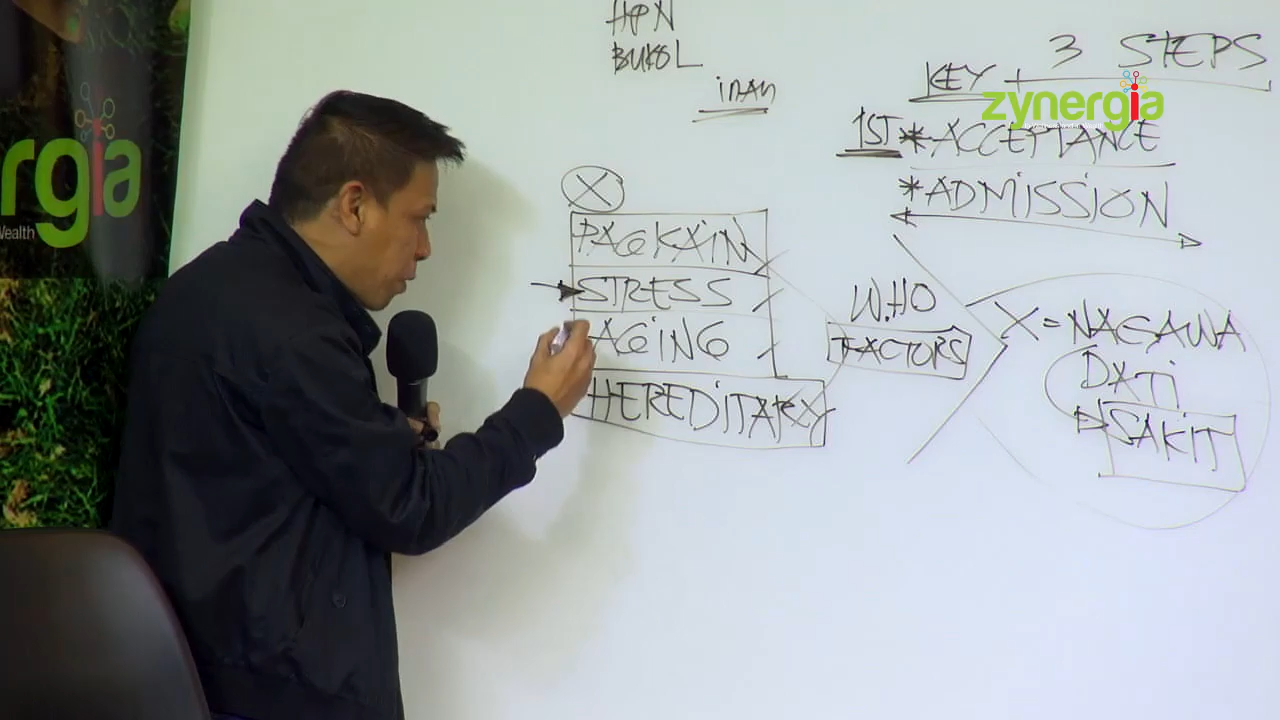 HPN
BUKOL
inAn
3 STEPS
KEY
zynergia
1ST *ACCEPTANCE
*ADMISSION
X
PAGKAIN
STRESS
AGING
HEREDITARY
W.HO
FACTORS
X = NAGAWA
DATi
SAKIT
rgia
Wealth